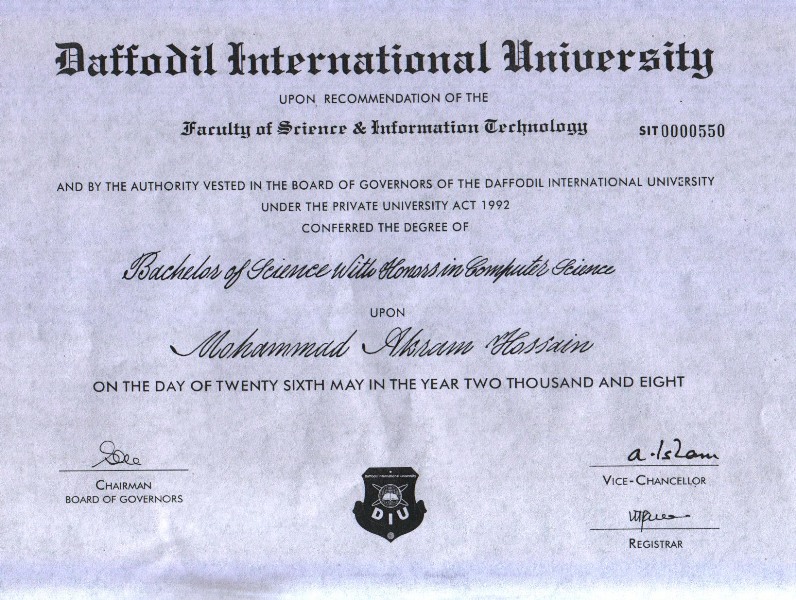 Daffodil International University
UPON RECOMMENDATION OF THE
Faculty of Science & Information Technology
SIT 0000550
AND BY THE AUTHORITY VESTED IN THE BOARD OF GOVERNORS OF THE DAFFODIL INTERNATIONAL UNIVERSITY
UNDER THE PRIVATE UNIVERSITY ACT 1992
CONFERRED THE DEGREE OF
Bachelor of Science With Honors in Computer Science
UPON
Mohammad Akram Hossain
ON THE DAY OF TWENTY SIXTH MAY IN THE YEAR TWO THOUSAND AND EIGHT
CHAIRMAN
BOARD OF GOVERNORS
Daffodil International University
DIU
a. Islam
VICE-CHANCELLOR
REGISTRAR